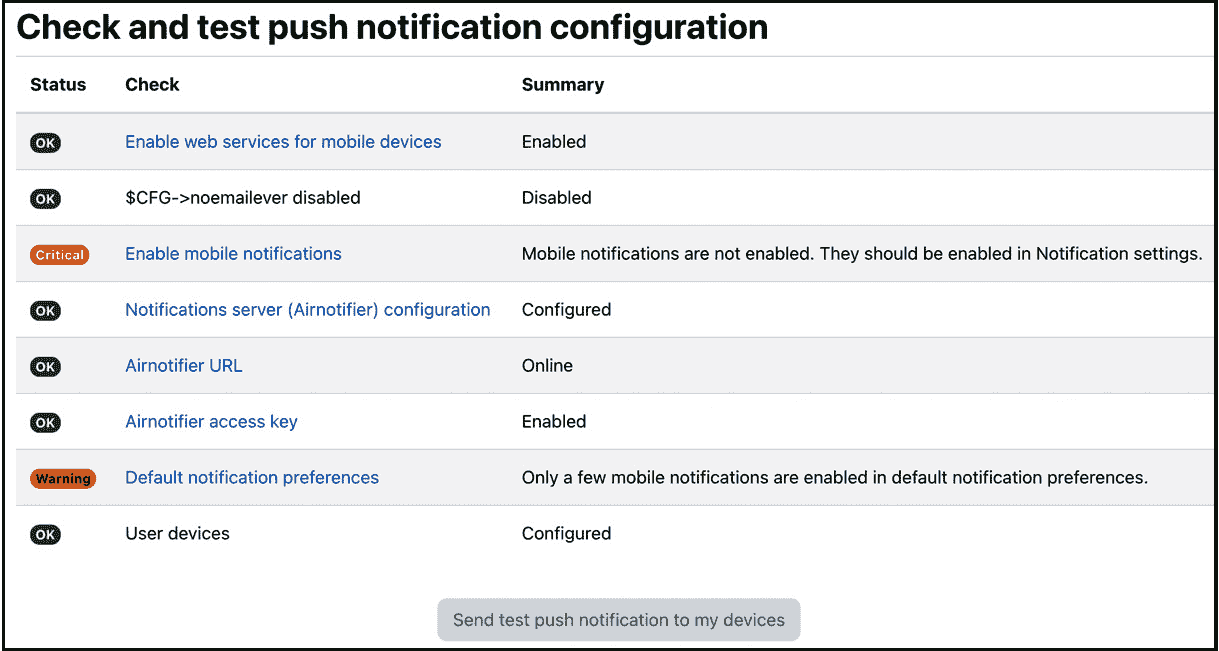 Check and test push notification configuration
Status Check Summary
OK Enable web services for mobile devices Enabled
OK $CFG->noemailever disabled Disabled
Critical Enable mobile notifications Mobile notifications are not enabled. They should be enabled in Notification settings.
OK Notifications server (Airnotifier) configuration Configured
OK Airnotifier URL Online
OK Airnotifier access key Enabled
Warning Default notification preferences Only a few mobile notifications are enabled in default notification preferences.
OK User devices Configured
Send test push notification to my devices